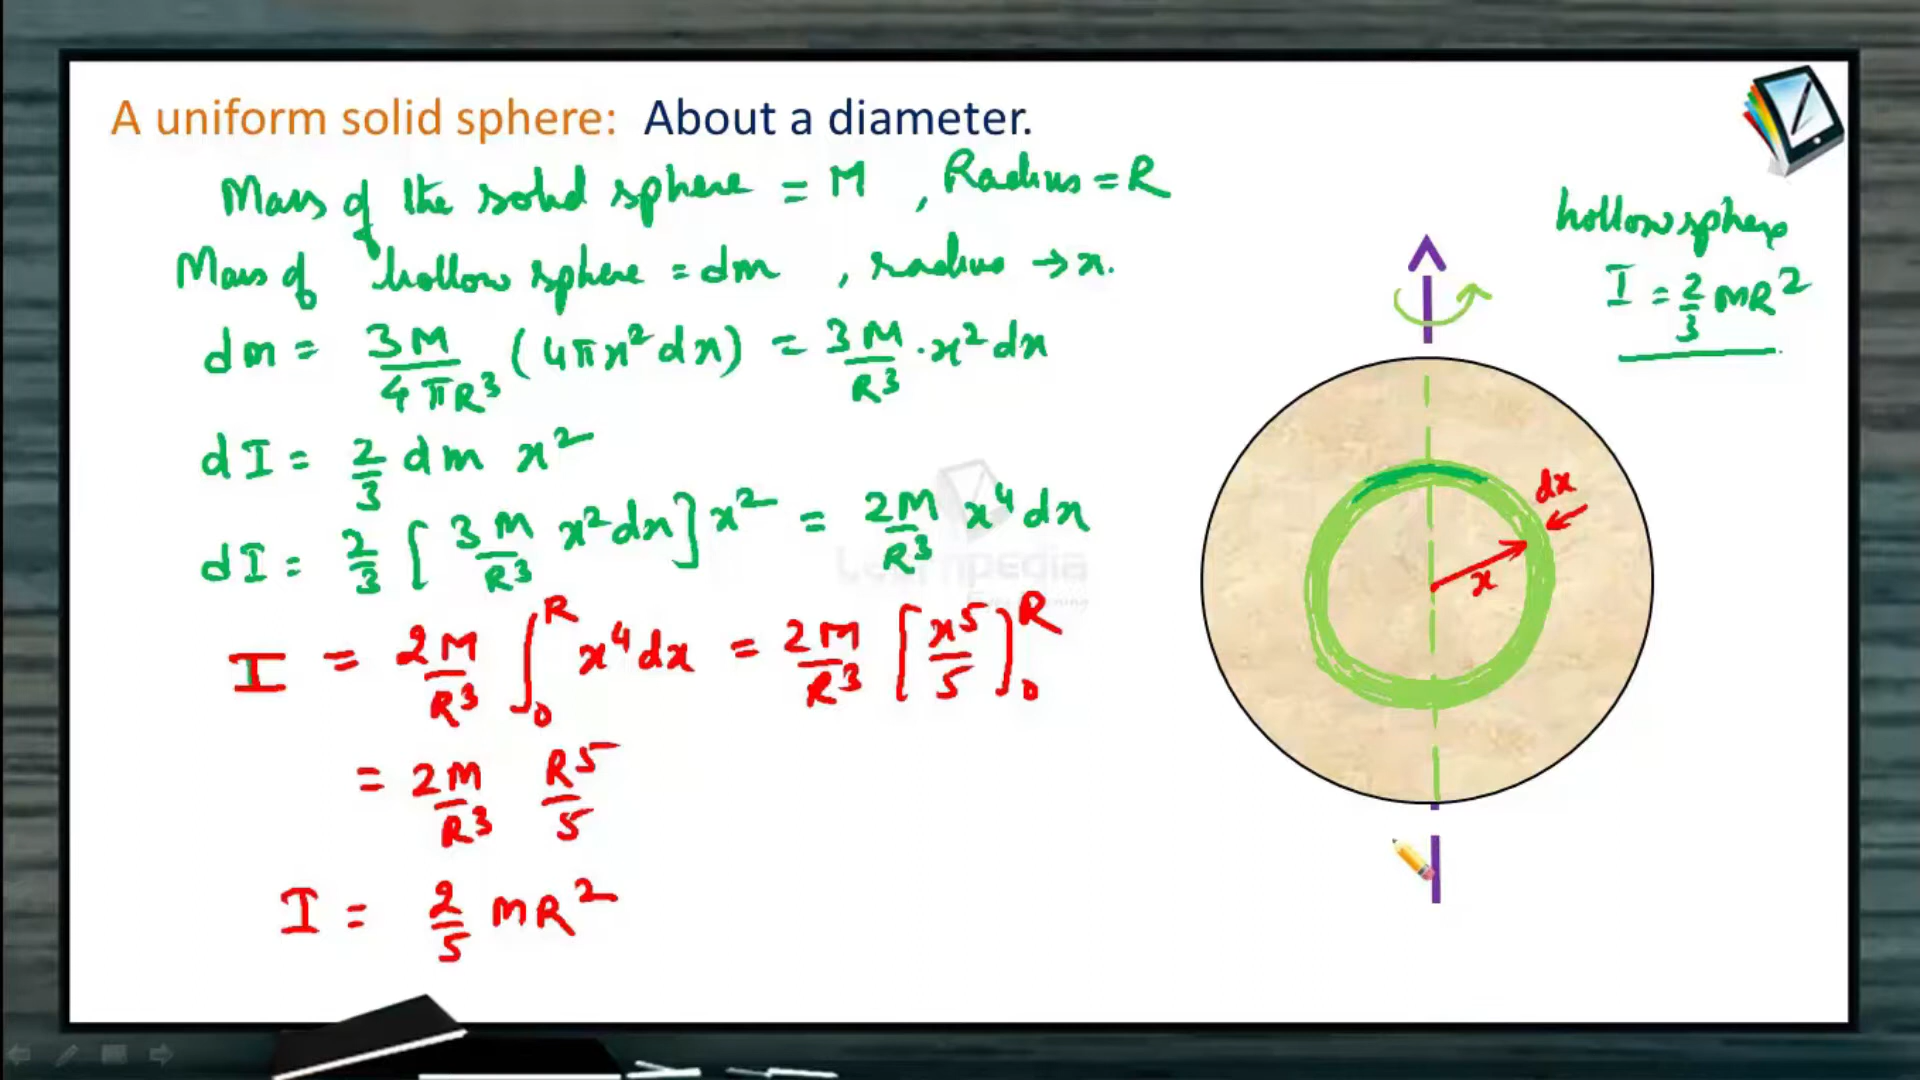 A uniform solid sphere: About a diameter.
Mass of the solid sphere = M , Radius = R
Mass of hollow sphere = dm , radius → x.
dm = 3M/4πR³ (4πx²dx) = 3M/R³ · x²dx
dI = 2/3 dm x²
dI = 2/3 [3M/R³ x²dx] x² = 2M/R³ x⁴dx
I = 2M/R³ ∫₀ᴿ x⁴dx = 2M/R³ [x⁵/5]₀ᴿ
= 2M/R³ R⁵/5
I = 2/5 MR²
hollow sphere
I = 2/3 MR²
dx
x
Learnpedia